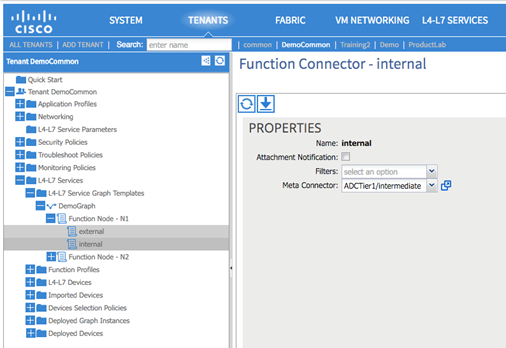 CISCO
SYSTEM TENANTS FABRIC VM NETWORKING L4-L7 SERVICES
ALL TENANTS | ADD TENANT | Search: enter name | common | DemoCommon | Training2 | Demo | ProductLab
Tenant DemoCommon
Quick Start
Tenant DemoCommon
Application Profiles
Networking
L4-L7 Service Parameters
Security Policies
Troubleshoot Policies
Monitoring Policies
L4-L7 Services
L4-L7 Service Graph Templates
DemoGraph
Function Node - N1
external
internal
Function Node - N2
Function Profiles
L4-L7 Devices
Imported Devices
Devices Selection Policies
Deployed Graph Instances
Deployed Devices
Function Connector - internal
PROPERTIES
Name: internal
Attachment Notification:
Filters: select an option
Meta Connector: ADCTier1/intermediate